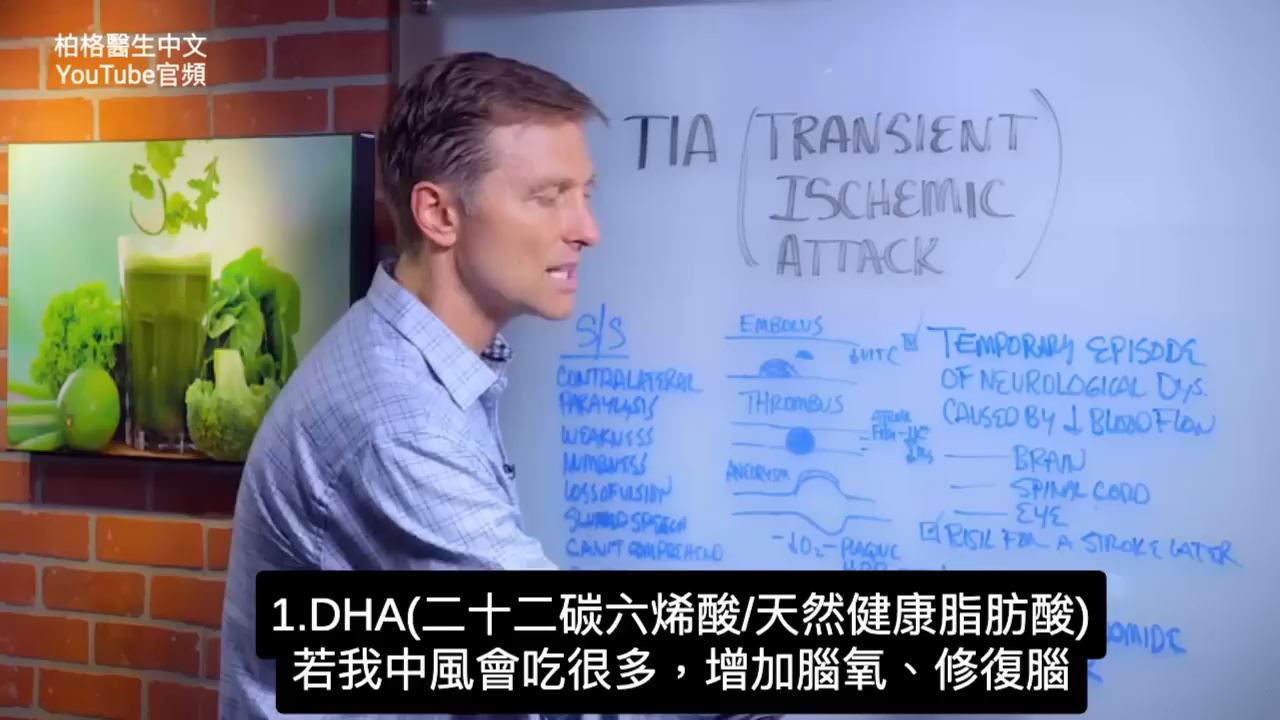 柏格醫生中文
YouTube官頻
TIA (TRANSIENT
ISCHEMIC
ATTACK)
S/S
CONTRALATERAL
PARALYSIS
WEAKNESS
NUMBNESS
LOSS OF VISION
SLURRED SPEECH
CAN'T COMPREHEND
EMBOLUS
↓VIT C
THROMBUS
ANEURYSM
-↓O₂-PLAQUE
TEMPORARY EPISODE
OF NEUROLOGICAL DYS.
CAUSED BY ↓ BLOOD FLOW
BRAIN
SPINAL CORD
EYE
RISK FOR A STROKE LATER
1.DHA(二十二碳六烯酸/天然健康脂肪酸)
若我中風會吃很多，增加腦氧、修復腦